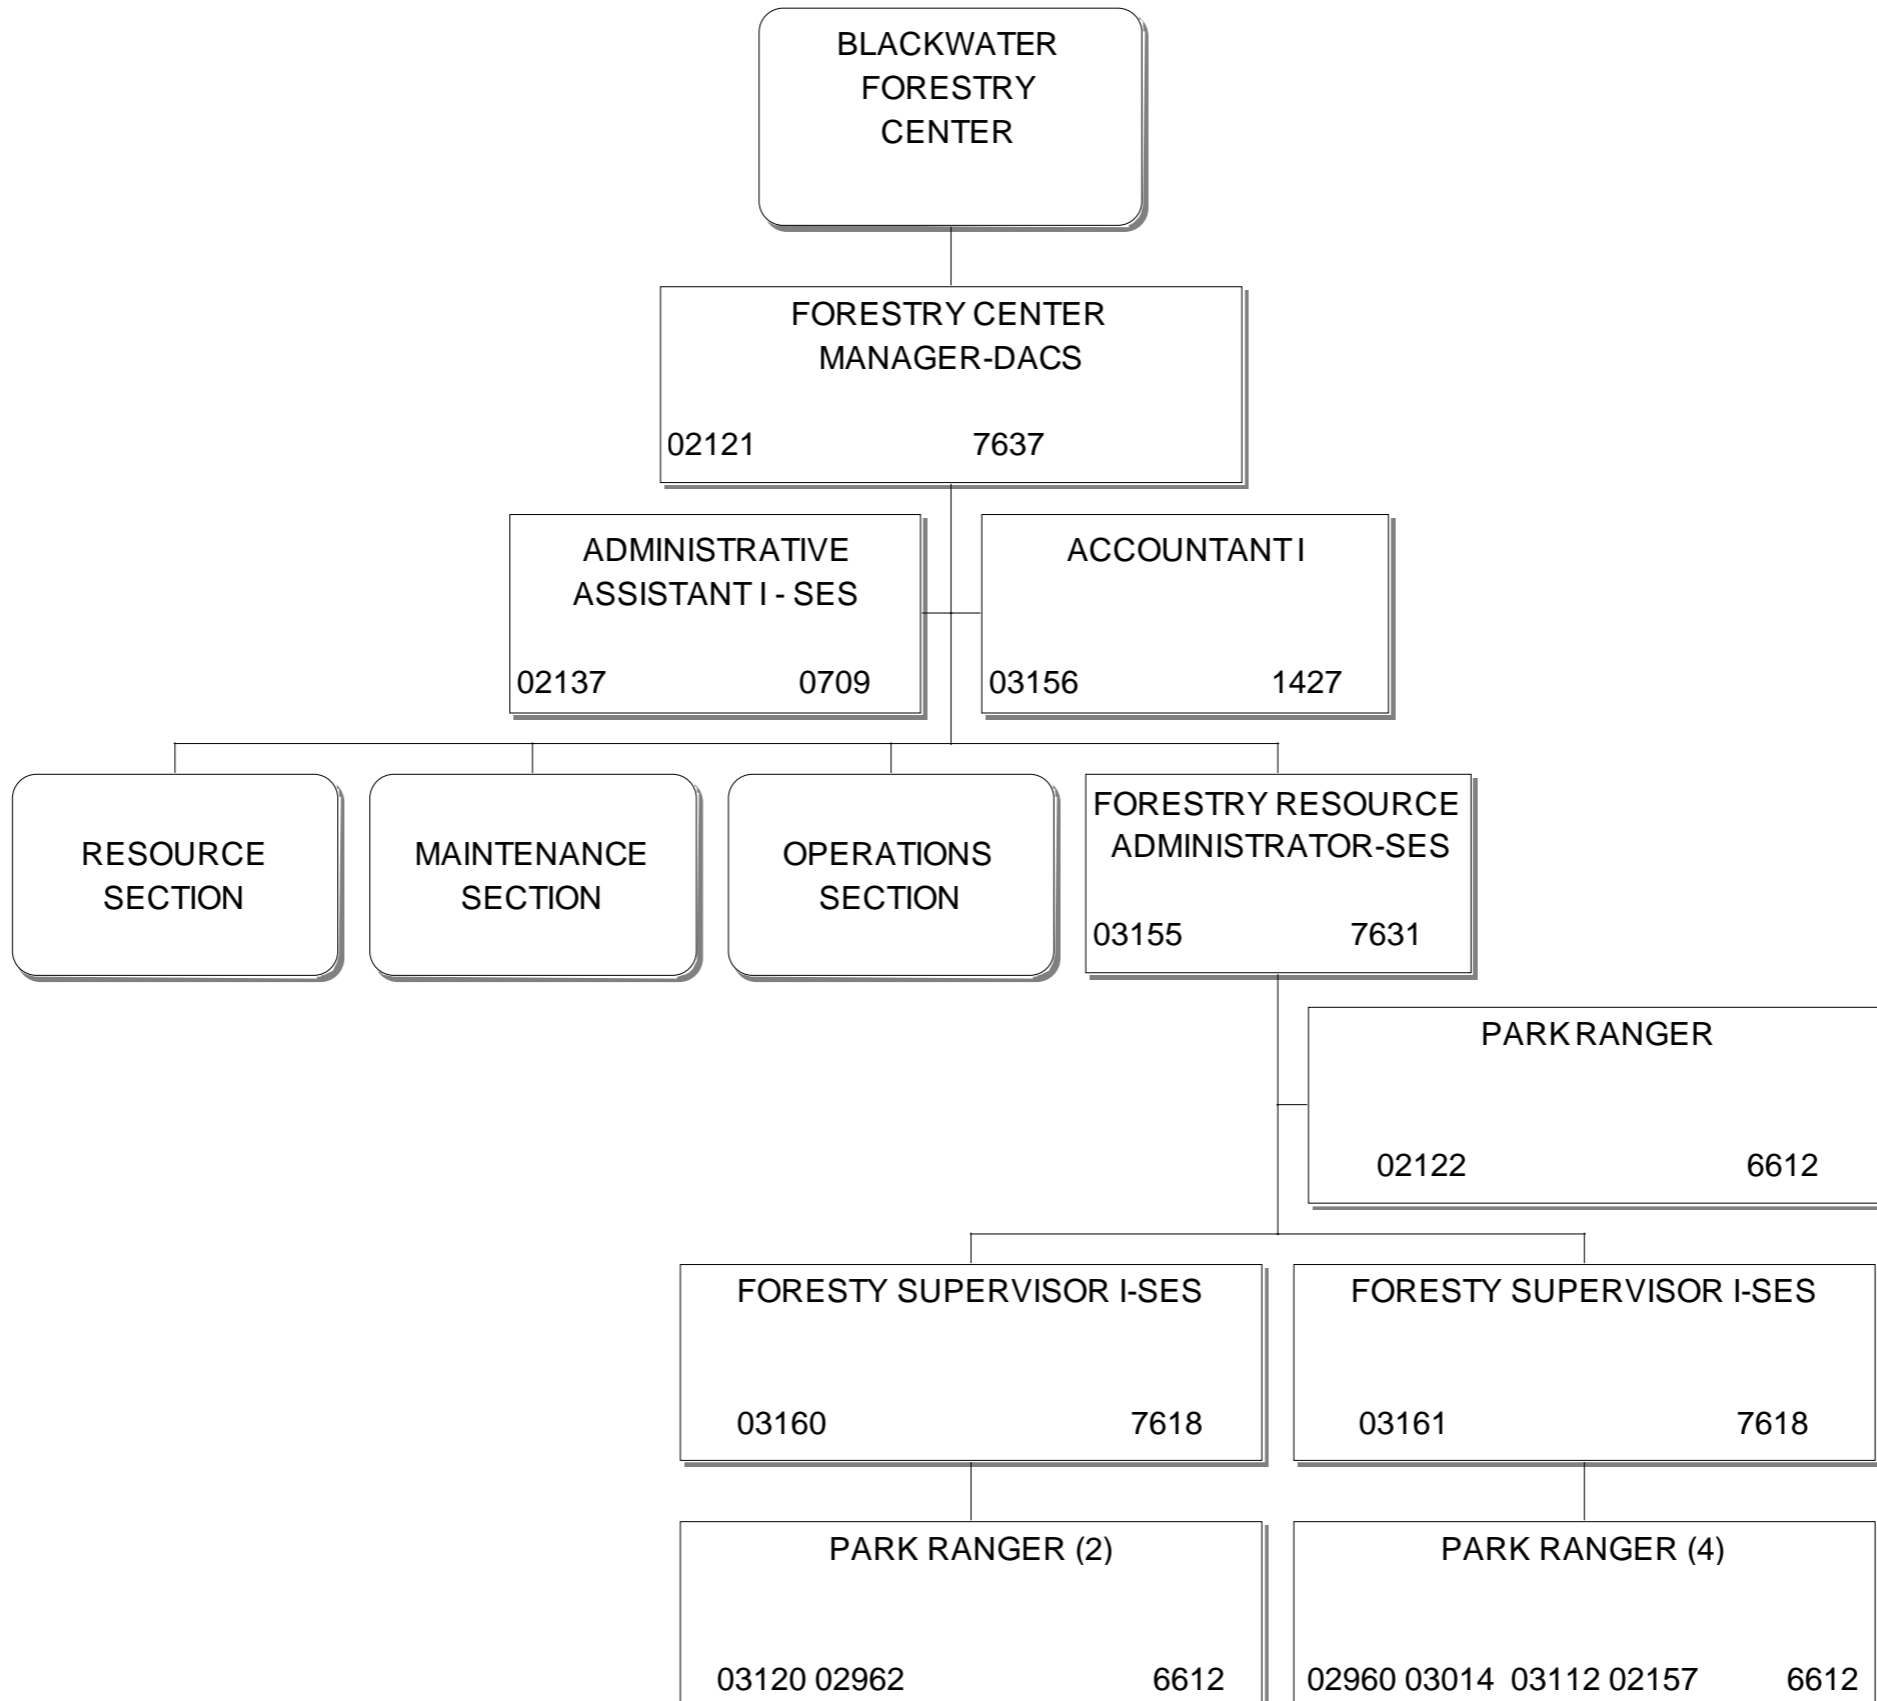 BLACKWATER
FORESTRY
CENTER
FORESTRY CENTER
MANAGER-DACS
02121 7637
ADMINISTRATIVE
ASSISTANT I - SES
02137 0709
ACCOUNTANT I
03156 1427
RESOURCE
SECTION
MAINTENANCE
SECTION
OPERATIONS
SECTION
FORESTRY RESOURCE
ADMINISTRATOR-SES
03155 7631
PARK RANGER
02122 6612
FORESTY SUPERVISOR I-SES
03160 7618
FORESTY SUPERVISOR I-SES
03161 7618
PARK RANGER (2)
03120 02962 6612
PARK RANGER (4)
02960 03014 03112 02157 6612